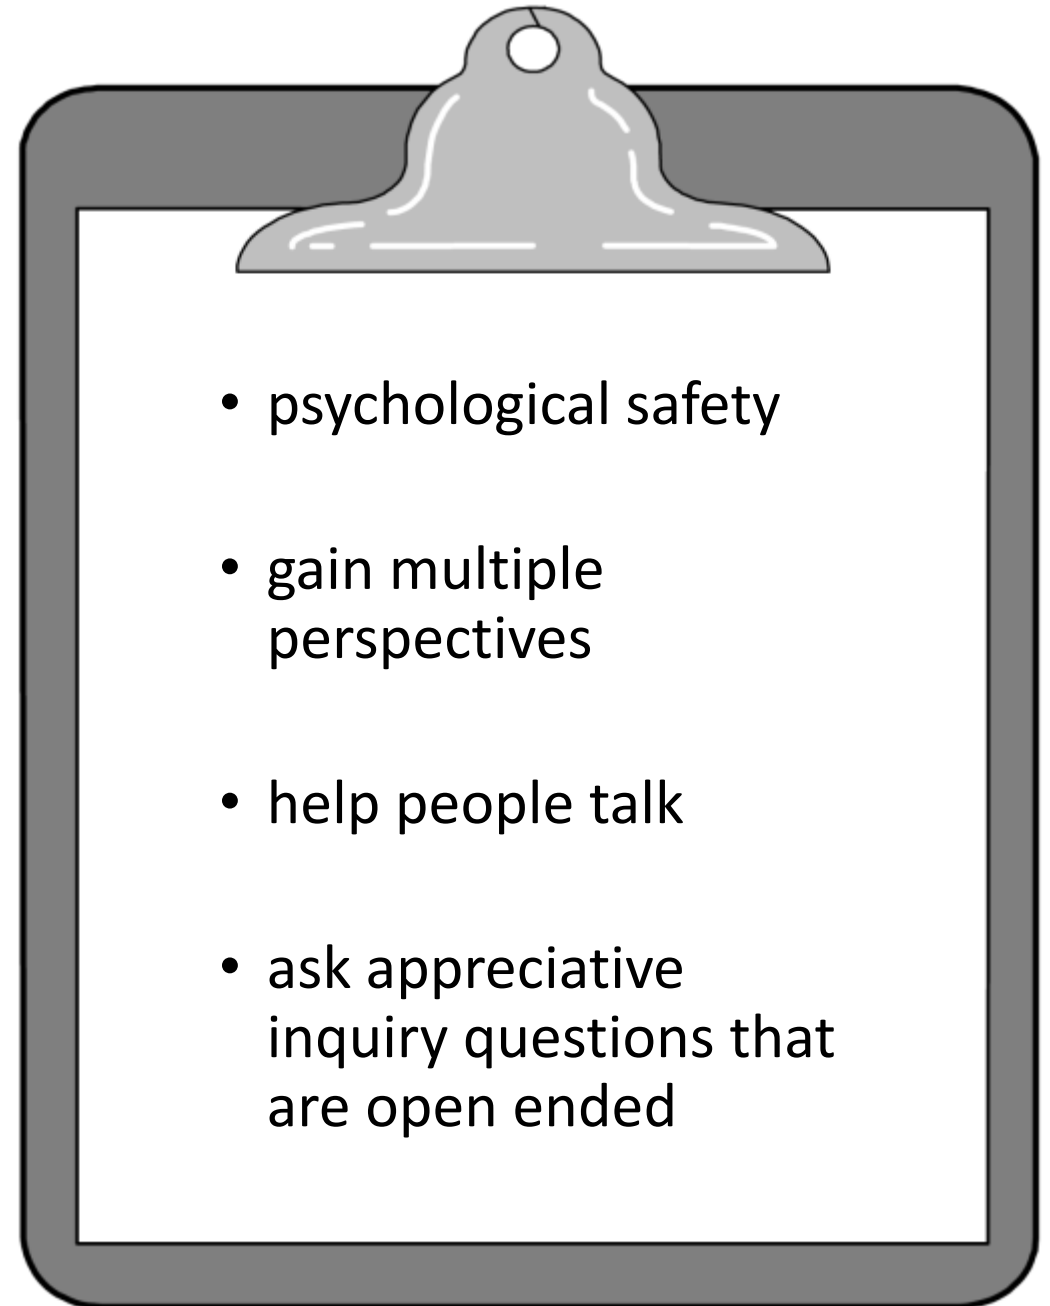 • psychological safety
• gain multiple
perspectives
• help people talk
• ask appreciative
inquiry questions that
are open ended